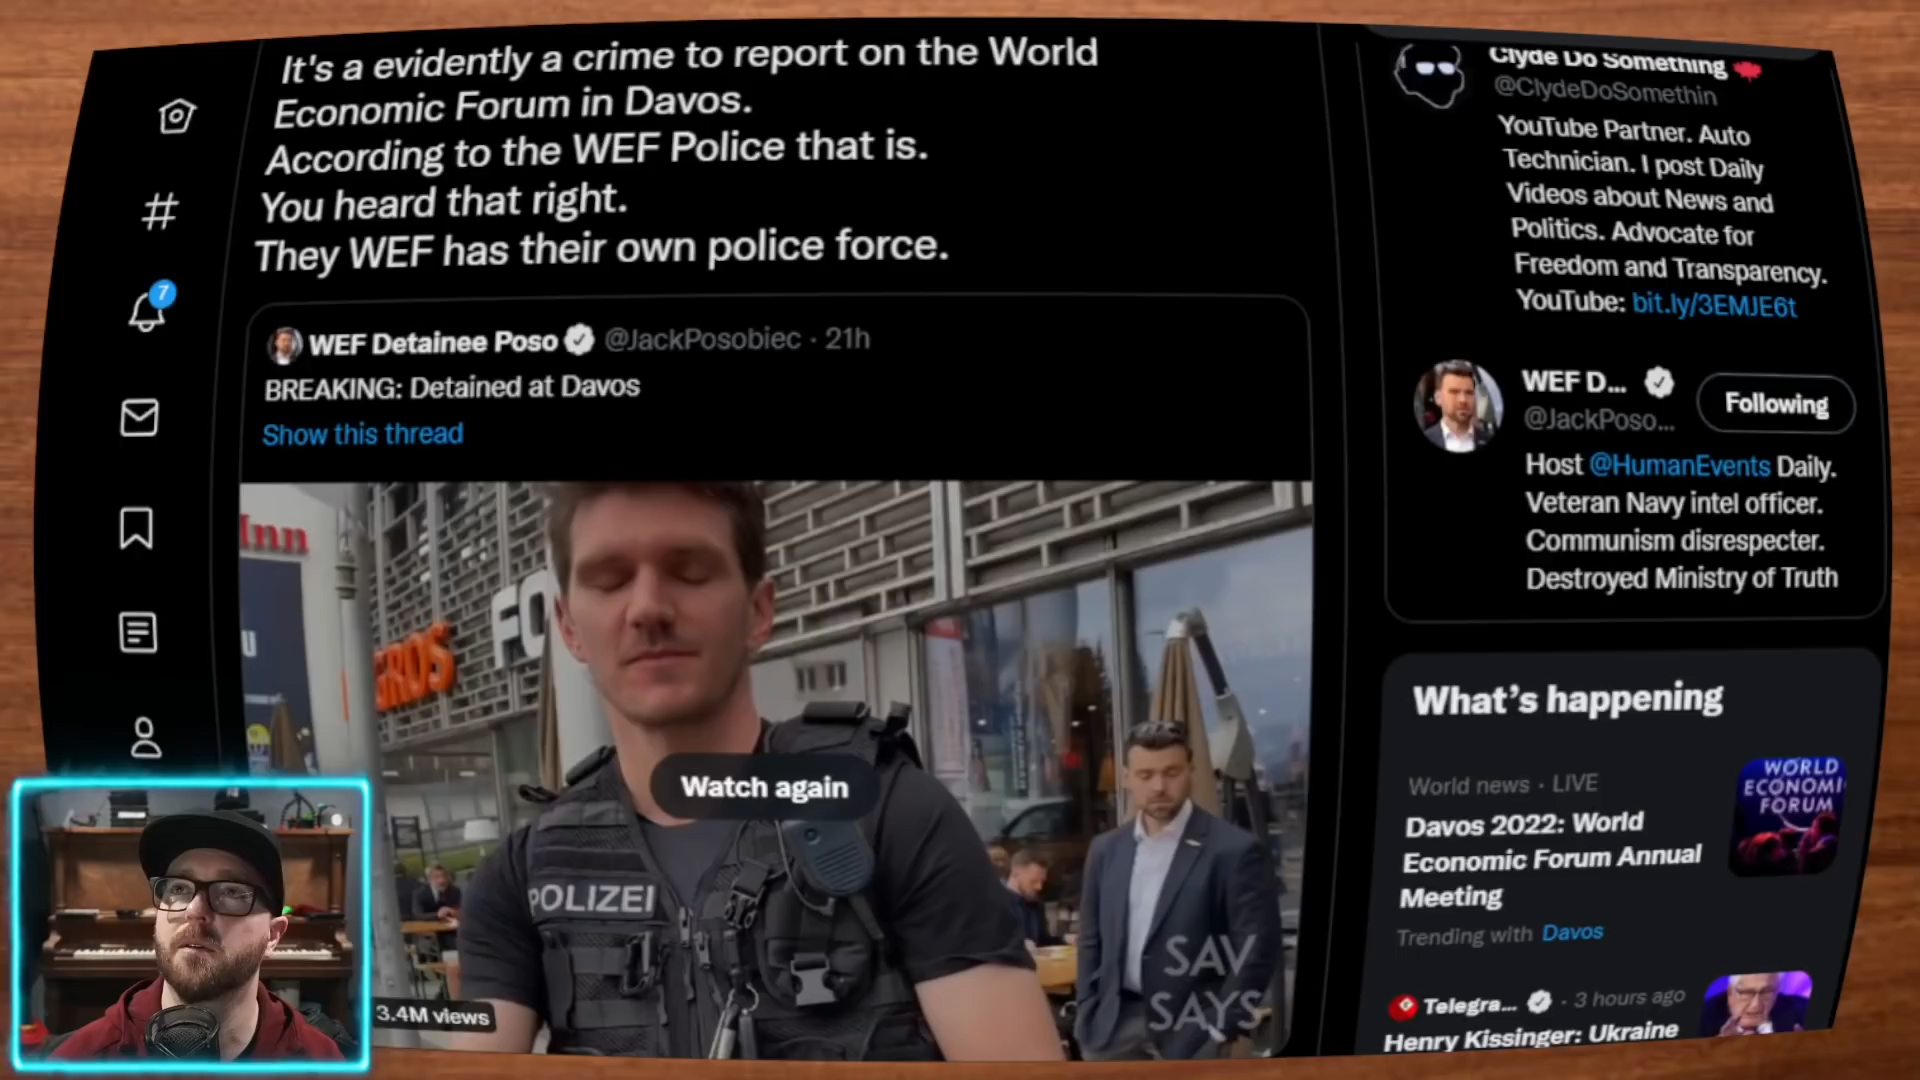 It's a evidently a crime to report on the World
Economic Forum in Davos.
According to the WEF Police that is.
You heard that right.
They WEF has their own police force.
7
WEF Detainee Poso @JackPosobiec · 21h
BREAKING: Detained at Davos
Show this thread
Inn
GROS
FO
U
POLIZEI
Watch again
3.4M views
SAV
SAYS
Clyde Do Something
@ClydeDoSomethin
YouTube Partner. Auto
Technician. I post Daily
Videos about News and
Politics. Advocate for
Freedom and Transparency.
YouTube: bit.ly/3EMJE6t
WEF D...
@JackPoso...
Following
Host @HumanEvents Daily.
Veteran Navy intel officer.
Communism disrespecter.
Destroyed Ministry of Truth
What's happening
World news · LIVE
Davos 2022: World
Economic Forum Annual
Meeting
Trending with Davos
WORLD
ECONOMI
FORUM
Telegra... · 3 hours ago
Henry Kissinger: Ukraine